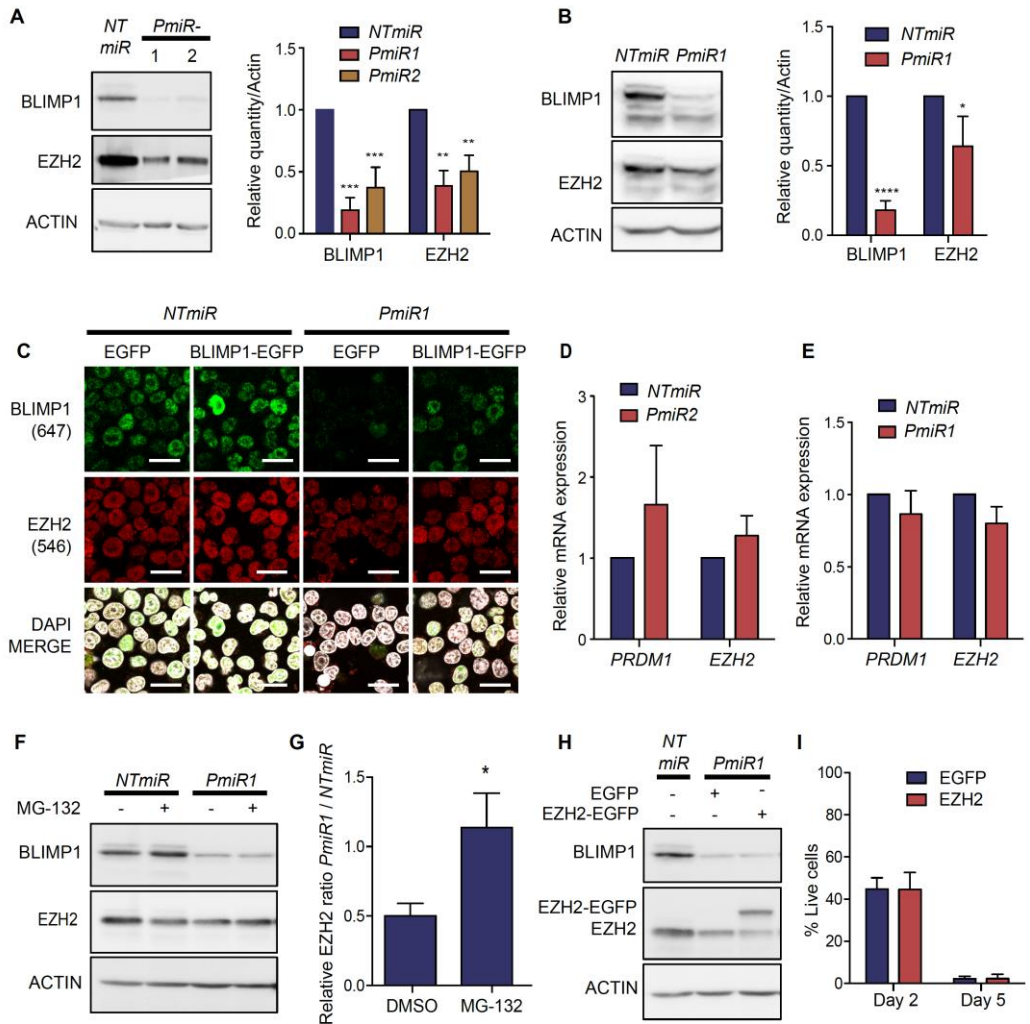 A
NT
miR
PmiR-
1 2
BLIMP1
EZH2
ACTIN
Relative quantity/Actin
1.5
1.0
0.5
0.0
NTmiR
PmiR1
PmiR2
*** *** ** **
BLIMP1 EZH2
B
NTmiR PmiR1
BLIMP1
EZH2
ACTIN
Relative quantity/Actin
1.5
1.0
0.5
0.0
NTmiR
PmiR1
**** *
BLIMP1 EZH2
C
NTmiR PmiR1
EGFP BLIMP1-EGFP EGFP BLIMP1-EGFP
BLIMP1
(647)
EZH2
(546)
DAPI
MERGE
D
Relative mRNA expression
4
3
2
1
0
NTmiR
PmiR2
PRDM1 EZH2
E
Relative mRNA expression
1.5
1.0
0.5
0.0
NTmiR
PmiR1
PRDM1 EZH2
F
NTmiR PmiR1
MG-132 - + - +
BLIMP1
EZH2
ACTIN
G
Relative EZH2 ratio PmiR1 / NTmiR
1.5
1.0
0.5
0.0
*
DMSO MG-132
H
NT
miR
PmiR1
EGFP - + -
EZH2-EGFP - - +
BLIMP1
EZH2-EGFP
EZH2
ACTIN
I
% Live cells
100
80
60
40
20
0
EGFP
EZH2
Day 2 Day 5